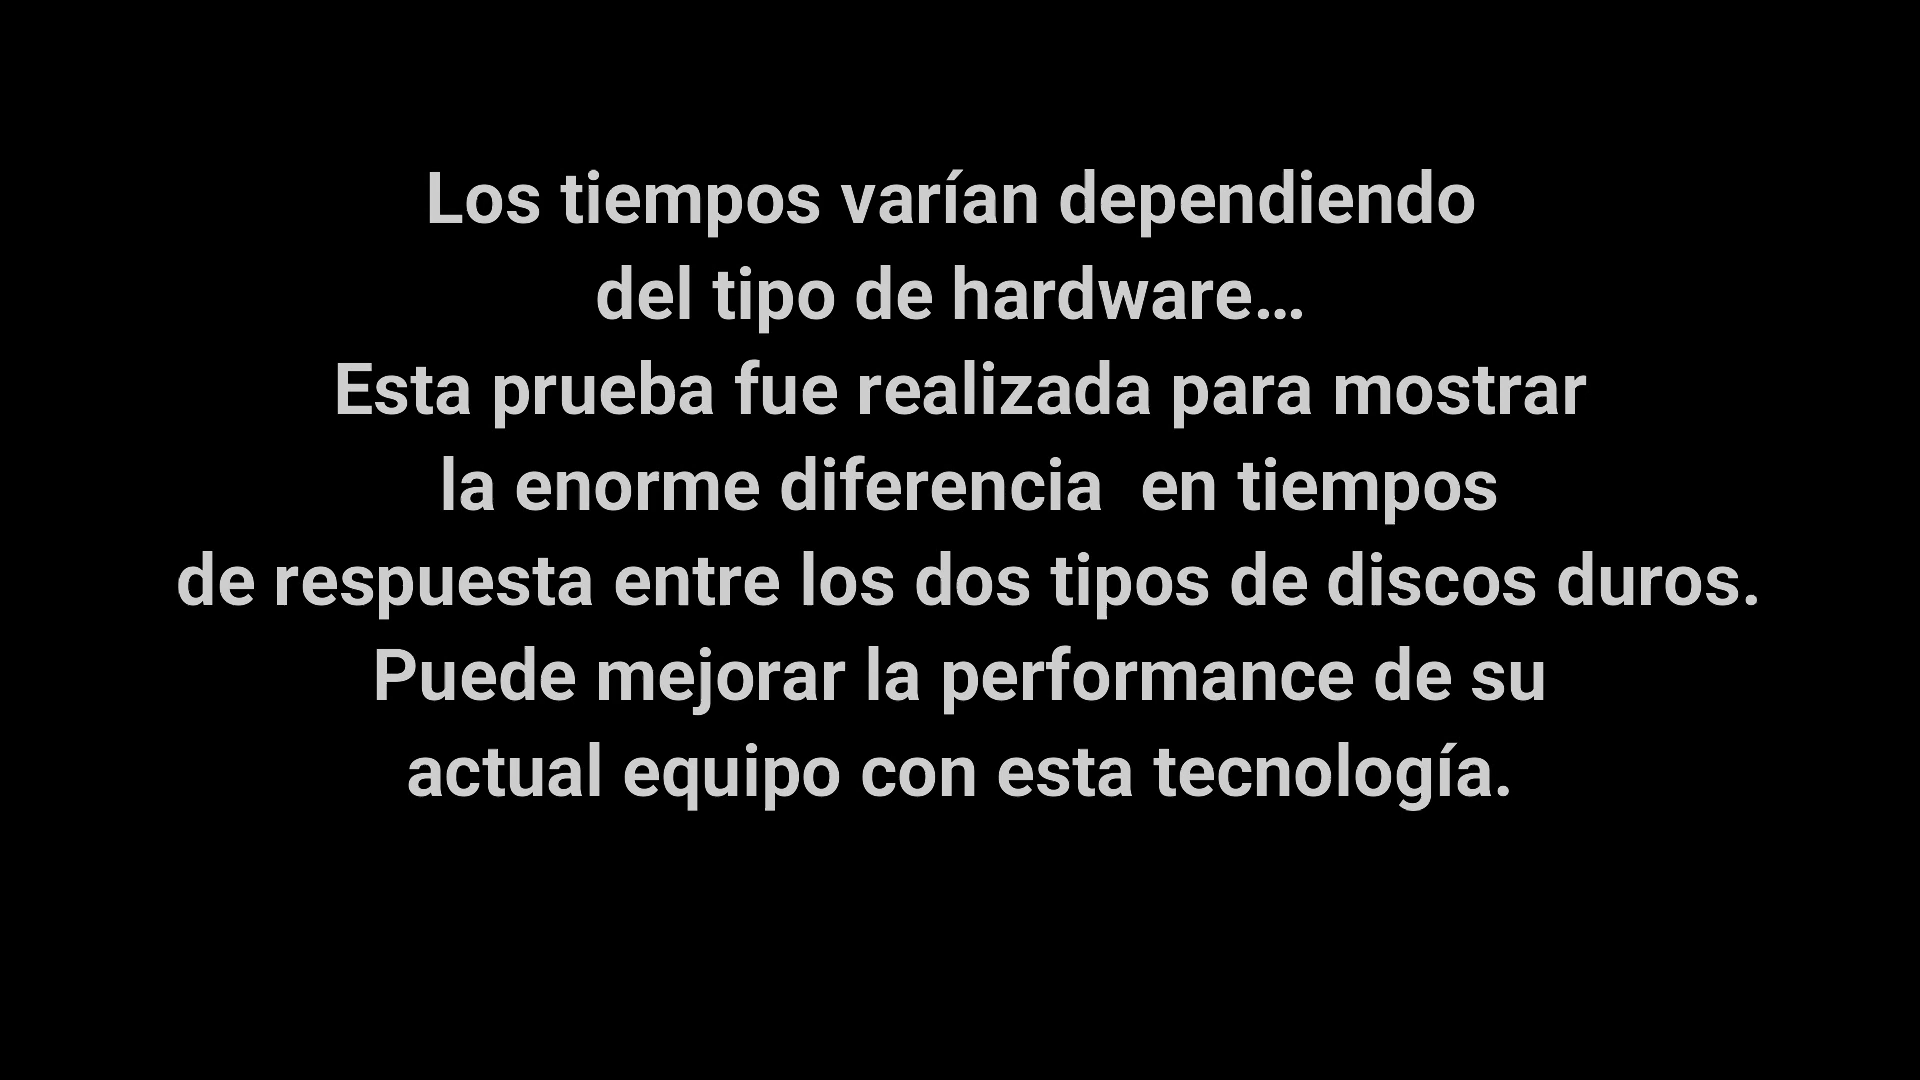 Los tiempos varían dependiendo
del tipo de hardware...
Esta prueba fue realizada para mostrar
la enorme diferencia  en tiempos
de respuesta entre los dos tipos de discos duros.
Puede mejorar la performance de su
actual equipo con esta tecnología.